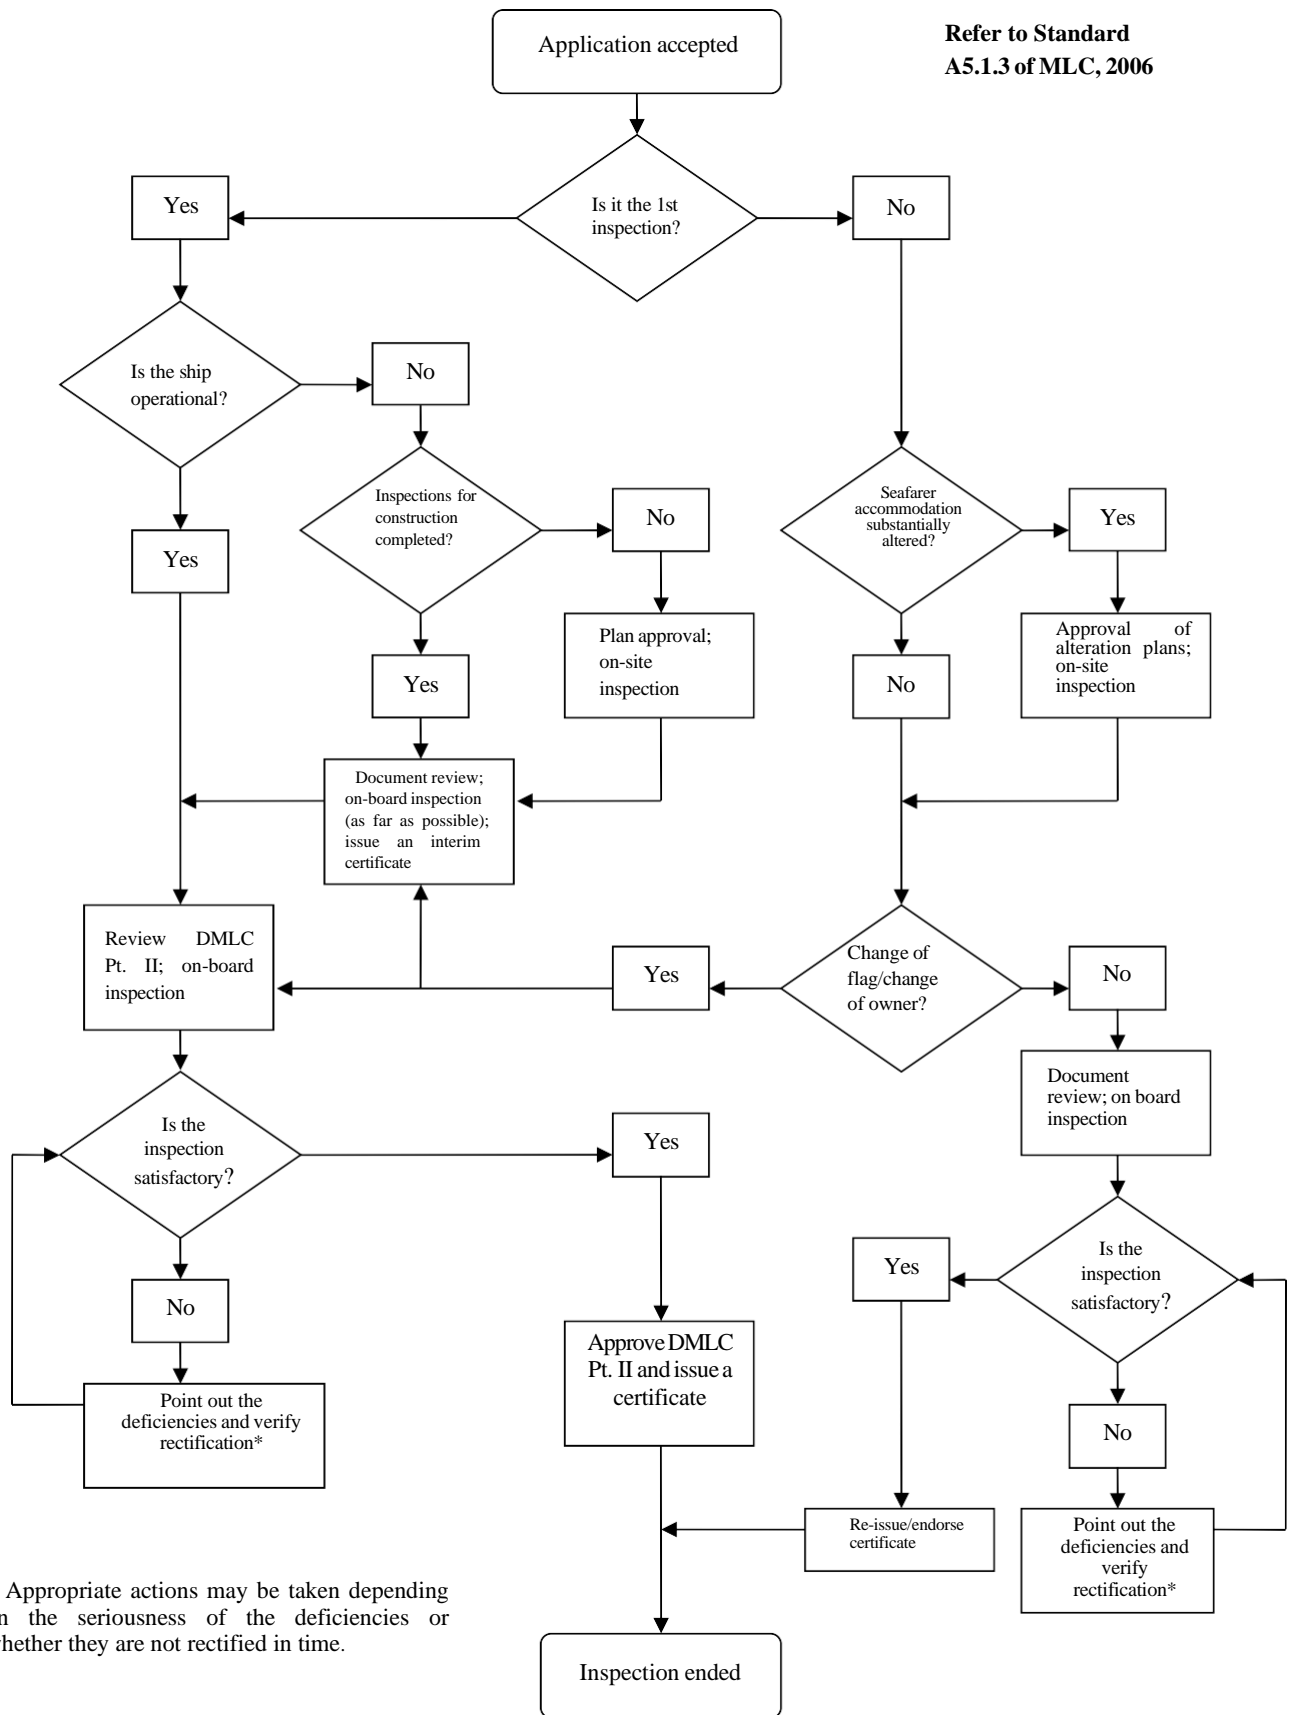 Application accepted
Refer to Standard
A5.1.3 of MLC, 2006
Is it the 1st
inspection?
Yes
No
Is the ship
operational?
No
Yes
Inspections for
construction
completed?
No
Seafarer
accommodation
substantially
altered?
Yes
Plan approval;
on-site
inspection
Yes
No
Approval of
alteration plans;
on-site
inspection
Document review;
on-board inspection
(as far as possible);
issue an interim
certificate
Review DMLC
Pt. II; on-board
inspection
Yes
Change of
flag/change
of owner?
No
Document
review; on board
inspection
Is the
inspection
satisfactory?
Yes
No
Point out the
deficiencies and verify
rectification*
Approve DMLC
Pt. II and issue a
certificate
Yes
Is the
inspection
satisfactory?
No
Re-issue/endorse
certificate
Point out the
deficiencies and
verify
rectification*
Appropriate actions may be taken depending
n the seriousness of the deficiencies or
whether they are not rectified in time.
Inspection ended